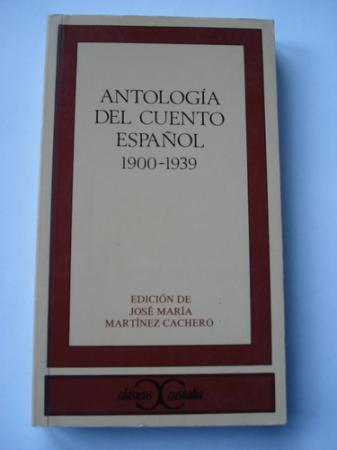 ANTOLOGÍA
DEL CUENTO
ESPAÑOL
1900-1939
EDICIÓN DE
JOSÉ MARÍA
MARTÍNEZ CACHERO
clásicos castalia